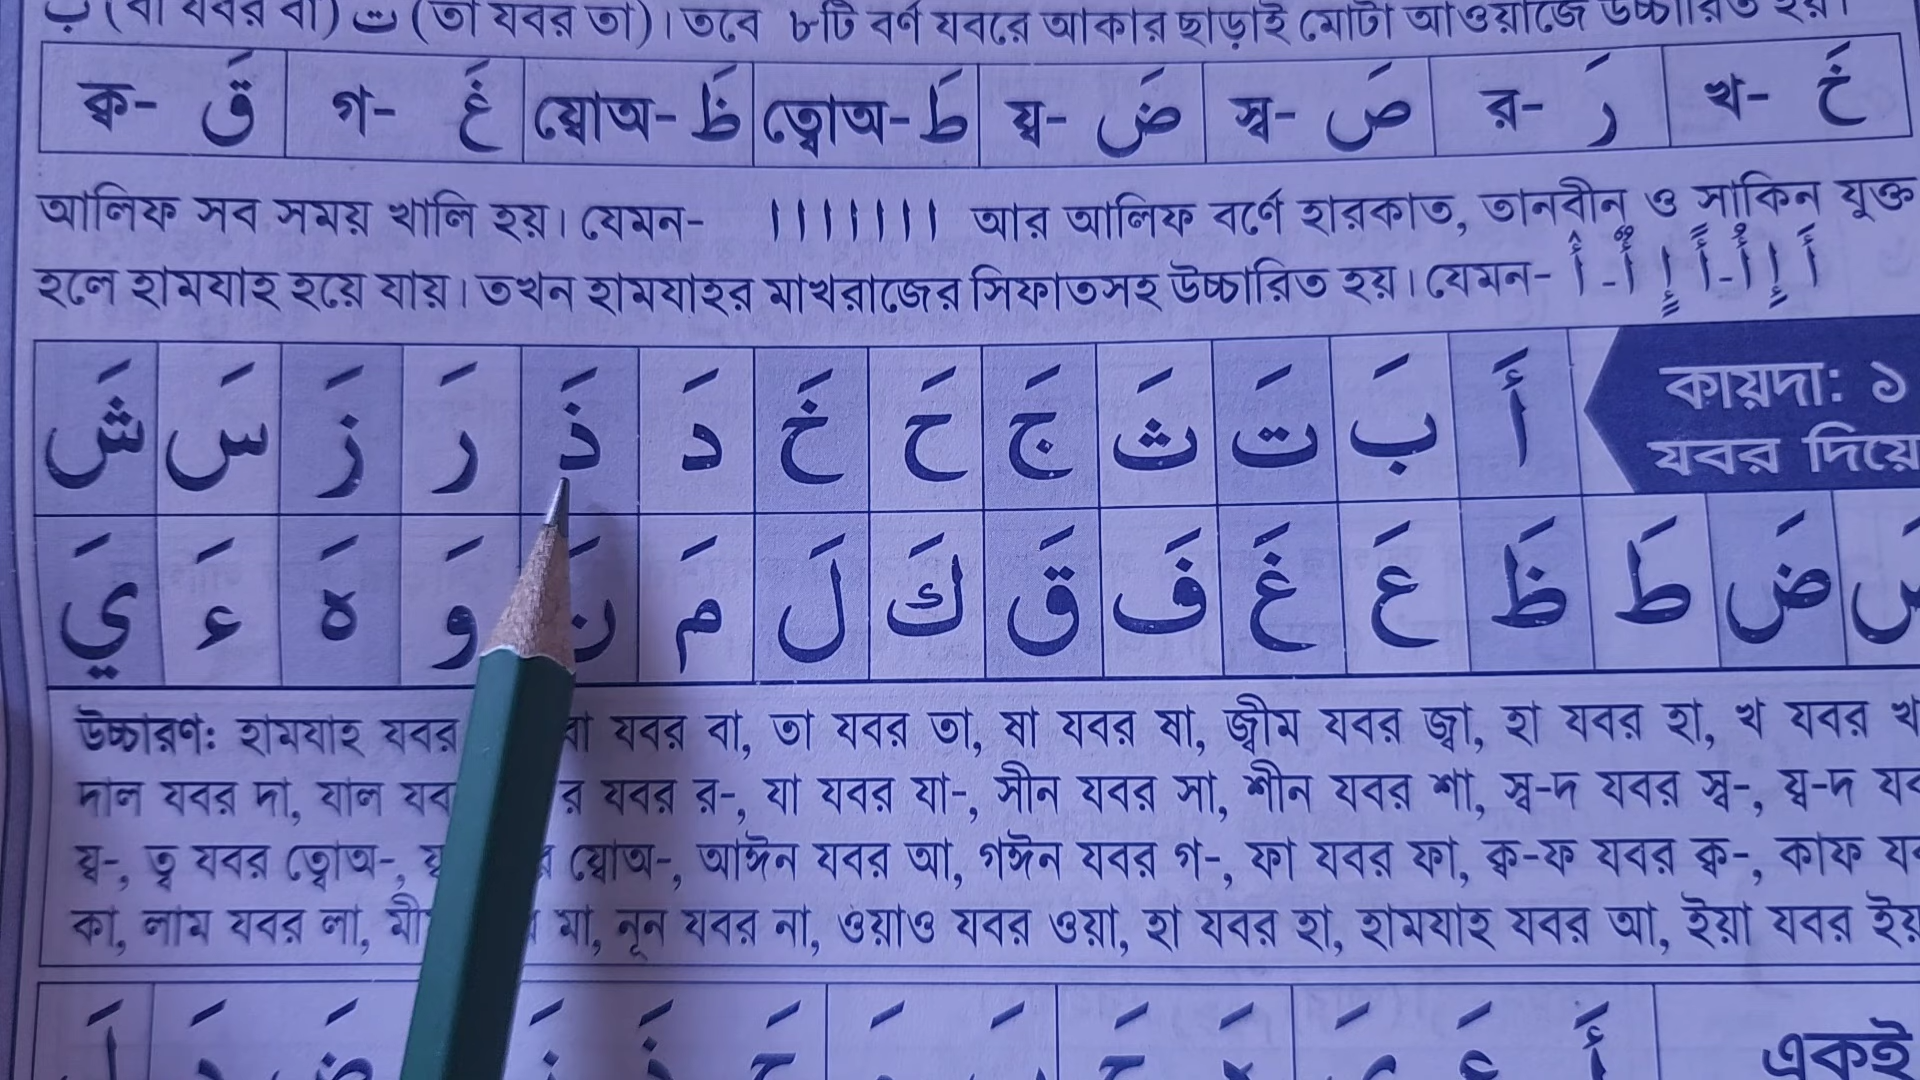 بَ (বা যবর বা) تَ (তা যবর তা)। তবে ৮টি বর্ণ যবরে আকার ছাড়াই মোটা আওয়াজে উচ্চারিত হয়।
ক্ব- قَ গ- غَ য্বোঅ- ظَ ত্বোঅ- طَ য্ব- ضَ স্ব- صَ র- رَ খ- خَ
আলিফ সব সময় খালি হয়। যেমন- ا ا ا ا ا ا ا ا আর আলিফ বর্ণে হারকাত, তানবীন ও সাকিন যুক্ত
হলে হামযাহ হয়ে যায়। তখন হামযাহর মাখরাজের সিফাতসহ উচ্চারিত হয়। যেমন-
কায়দা: ১
যবর দিয়ে
أَ بَ تَ ثَ جَ حَ خَ دَ ذَ رَ زَ سَ شَ
ضَ طَ ظَ عَ غَ فَ قَ كَ لَ مَ نَ وَ هَ ءَ يَ
উচ্চারণ: হামযাহ যবর বা যবর বা, তা যবর তা, ষা যবর ষা, জ্বীম যবর জ্বা, হা যবর হা, খ যবর খ
দাল যবর দা, যাল র যবর র-, যা যবর যা-, সীন যবর সা, শীন যবর শা, স্ব-দ যবর স্ব-, য্ব-দ
য্ব-, ত্ব যবর ত্বোঅ-, য্বোঅ-, আঈন যবর আ, গঈন যবর গ-, ফা যবর ফা, ক্ব-ফ যবর ক্ব-, কাফ
কা, লাম যবর লা, মা, নূন যবর না, ওয়াও যবর ওয়া, হা যবর হা, হামযাহ যবর আ, ইয়া যবর
একই